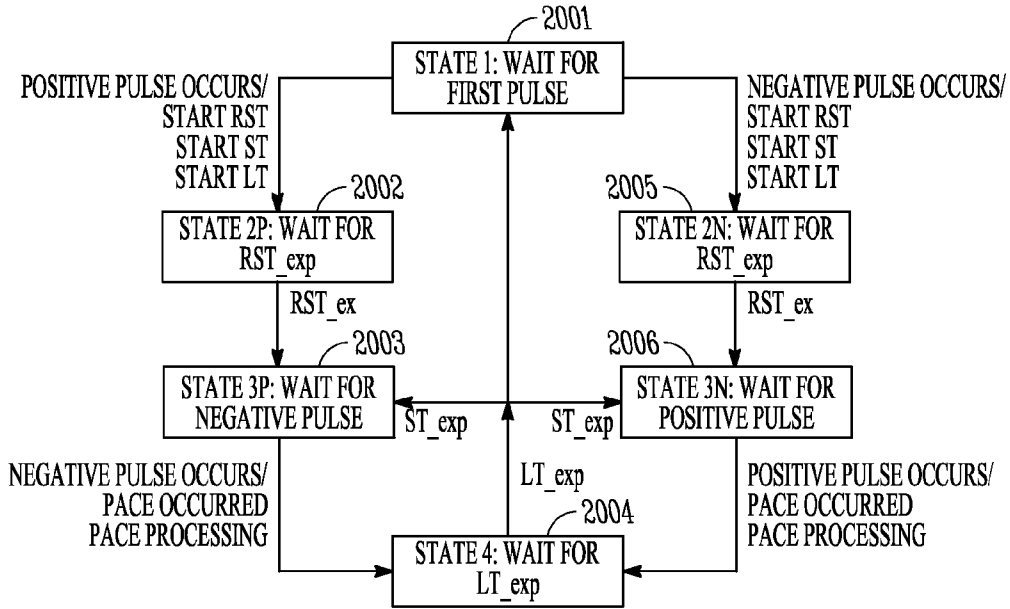 2001
STATE 1: WAIT FOR
FIRST PULSE
POSITIVE PULSE OCCURS/
START RST
START ST
START LT
NEGATIVE PULSE OCCURS/
START RST
START ST
START LT
2002
STATE 2P: WAIT FOR
RST_exp
2005
STATE 2N: WAIT FOR
RST_exp
RST_ex
RST_ex
2003
STATE 3P: WAIT FOR
NEGATIVE PULSE
2006
STATE 3N: WAIT FOR
POSITIVE PULSE
ST_exp
ST_exp
NEGATIVE PULSE OCCURS/
PACE OCCURRED
PACE PROCESSING
LT_exp
POSITIVE PULSE OCCURS/
PACE OCCURRED
PACE PROCESSING
2004
STATE 4: WAIT FOR
LT_exp